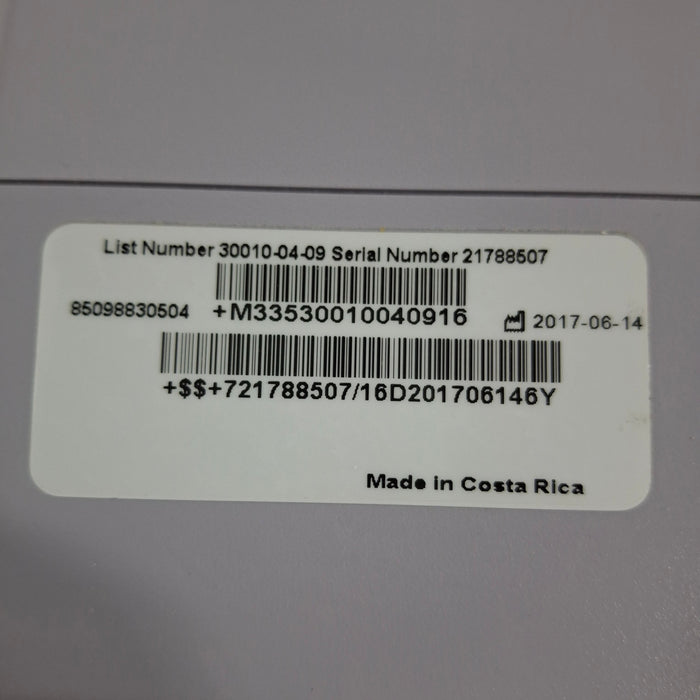 List Number 30010-04-09 Serial Number 21788507
85098830504 +M33530010040916 2017-06-14
+$$+721788507/16D201706146Y
Made in Costa Rica